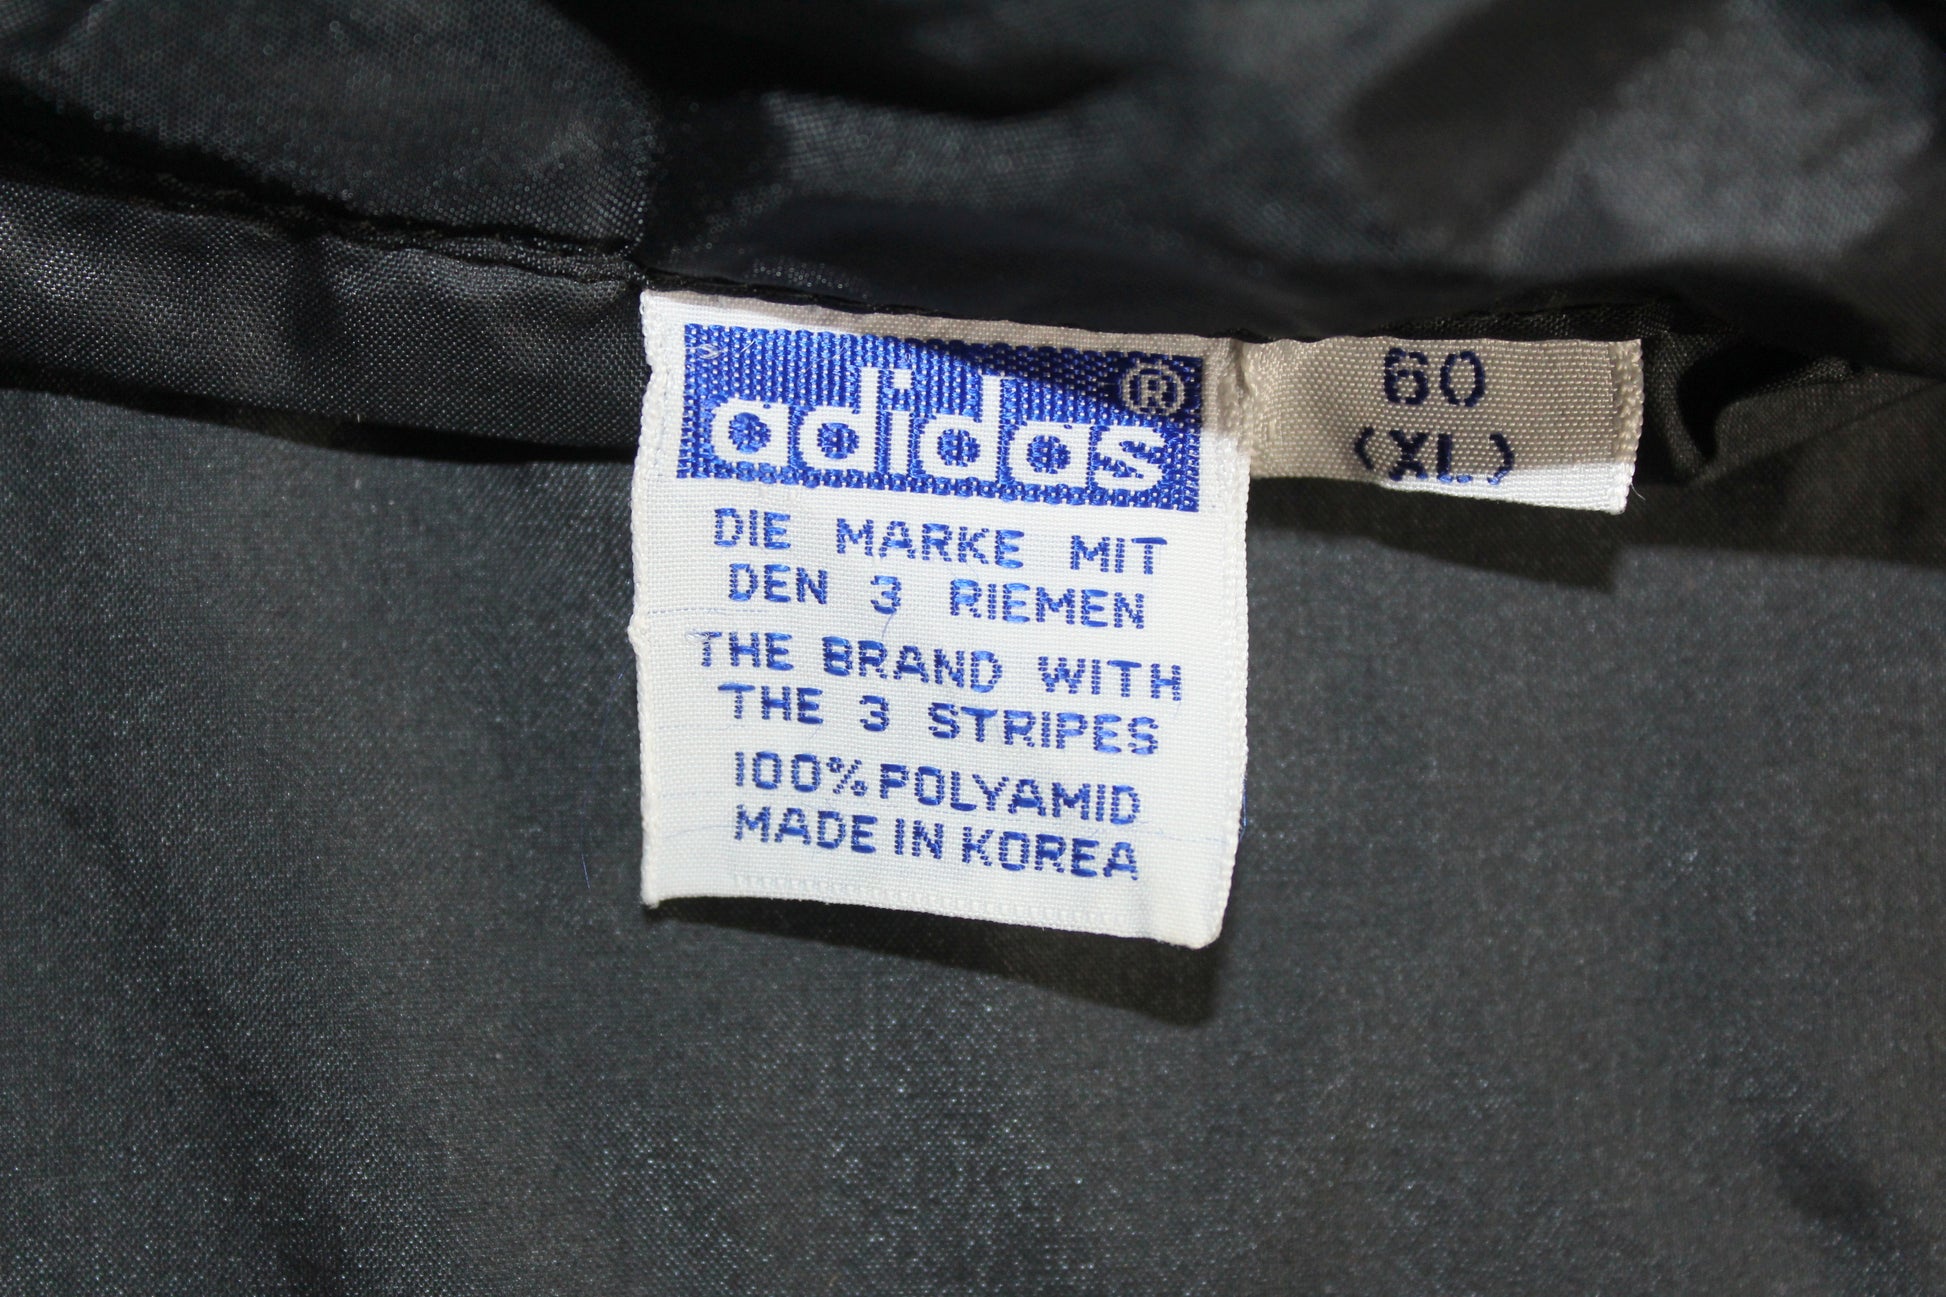 adidas®
DIE MARKE MIT
DEN 3 RIEMEN
THE BRAND WITH
THE 3 STRIPES
100% POLYAMID
MADE IN KOREA
60
(XL)